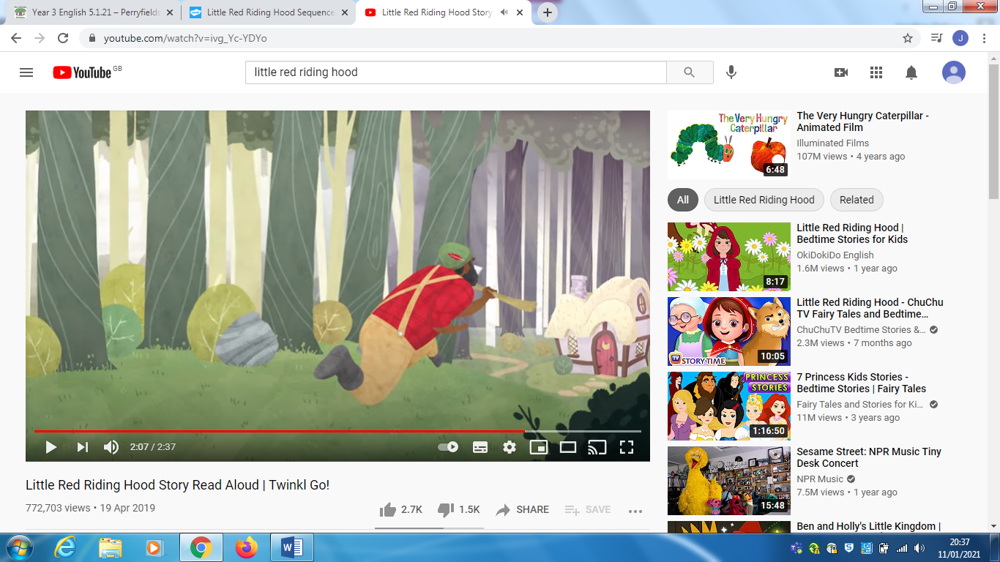 Year 3 English 5.1.21 – Perryfields
Little Red Riding Hood Sequence
Little Red Riding Hood Story
youtube.com/watch?v=ivg_Yc-YDYo
J
YouTube GB
little red riding hood
2:07 / 2:37
Little Red Riding Hood Story Read Aloud | Twinkl Go!
772,703 views • 19 Apr 2019
2.7K
1.5K
SHARE
SAVE
The Very Hungry
Caterpillar
6:48
The Very Hungry Caterpillar -
Animated Film
Illuminated Films
107M views • 4 years ago
All
Little Red Riding Hood
Related
8:17
Little Red Riding Hood |
Bedtime Stories for Kids
OkiDokiDo English
1.6M views • 1 year ago
TV STORY TIME
10:05
Little Red Riding Hood - ChuChu
TV Fairy Tales and Bedtime...
ChuChuTV Bedtime Stories &...
2.3M views • 7 months ago
PRINCESS
STORIES
1:16:50
7 Princess Kids Stories -
Bedtime Stories | Fairy Tales
Fairy Tales and Stories for Ki...
11M views • 3 years ago
15:48
Sesame Street: NPR Music Tiny
Desk Concert
NPR Music
7.5M views • 1 year ago
Ben and Holly's Little Kingdom |
20:37
11/01/2021